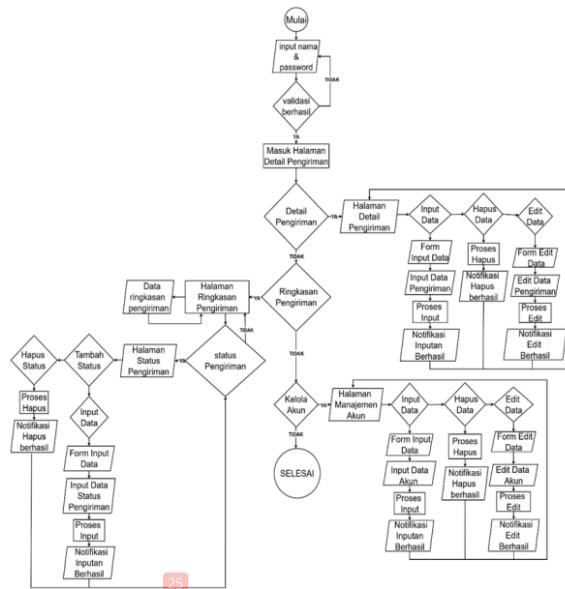 Mulai
input nama
&
password
TIDAK
validasi
berhasil
YA
Masuk Halaman
Detail Pengiriman
Detail
Pengiriman
YA
Halaman
Detail
Pengiriman
Input
Data
Hapus
Data
Edit
Data
Form
Input Data
Proses
Hapus
Form Edit
Data
Input Data
Pengiriman
Notifikasi
Hapus
berhasil
Edit Data
Pengiriman
Proses
Input
Proses
Edit
Notifikasi
Inputan
Berhasil
Notifikasi
Edit
Berhasil
TIDAK
Ringkasan
Pengiriman
YA
Halaman
Ringkasan
Pengiriman
Data
ringkasan
pengiriman
TIDAK
status
Pengiriman
YA
Halaman
Status
Pengiriman
Tambah
Status
Hapus
Status
Proses
Hapus
Notifikasi
Hapus
berhasil
Input
Data
Form Input
Data
Input Data
Status
Pengiriman
Proses
Input
Notifikasi
Inputan
Berhasil
TIDAK
Kelola
Akun
YA
Halaman
Manajemen
Akun
Input
Data
Hapus
Data
Edit
Data
Form Input
Data
Proses
Hapus
Form Edit
Data
Input Data
Akun
Notifikasi
Hapus
berhasil
Edit Data
Akun
Proses
Input
Proses
Edit
Notifikasi
Inputan
Berhasil
Notifikasi
Edit
Berhasil
TIDAK
SELESAI
25